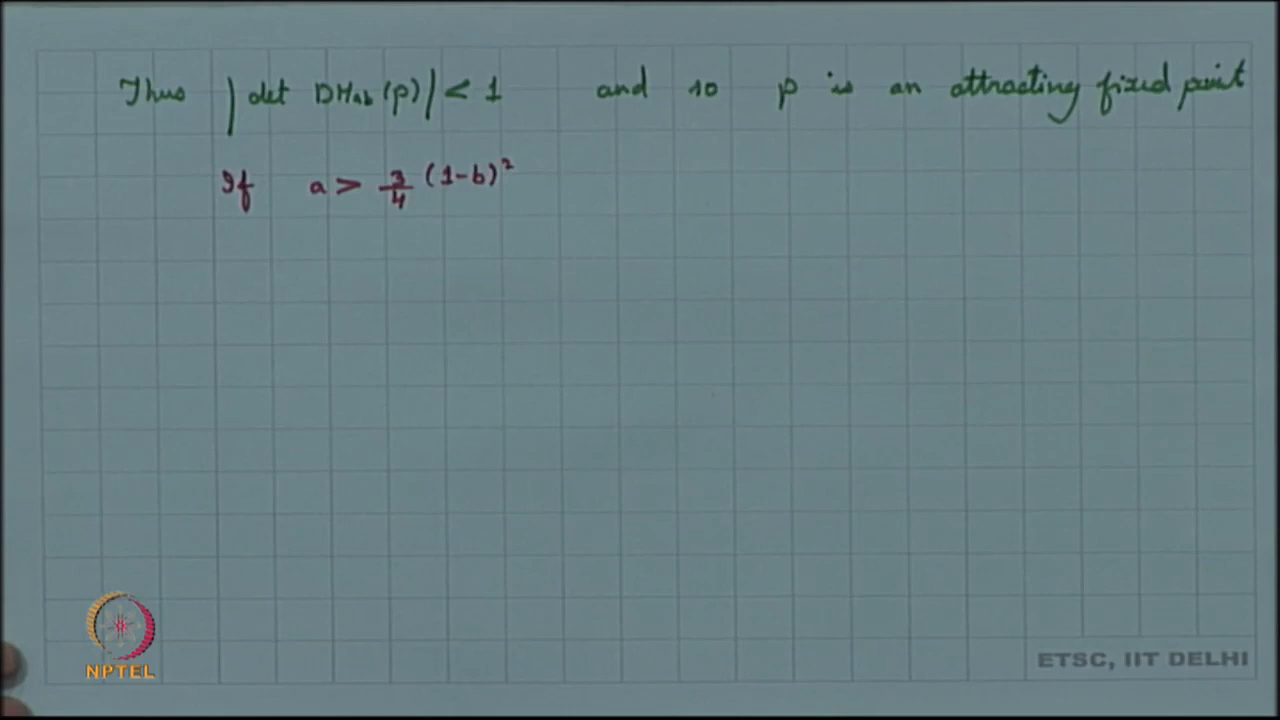 Thus |det DHab(p)| < 1 and so p is an attracting fixed point
If a > 3/4 (1-b)²
NPTEL
ETSC, IIT DELHI